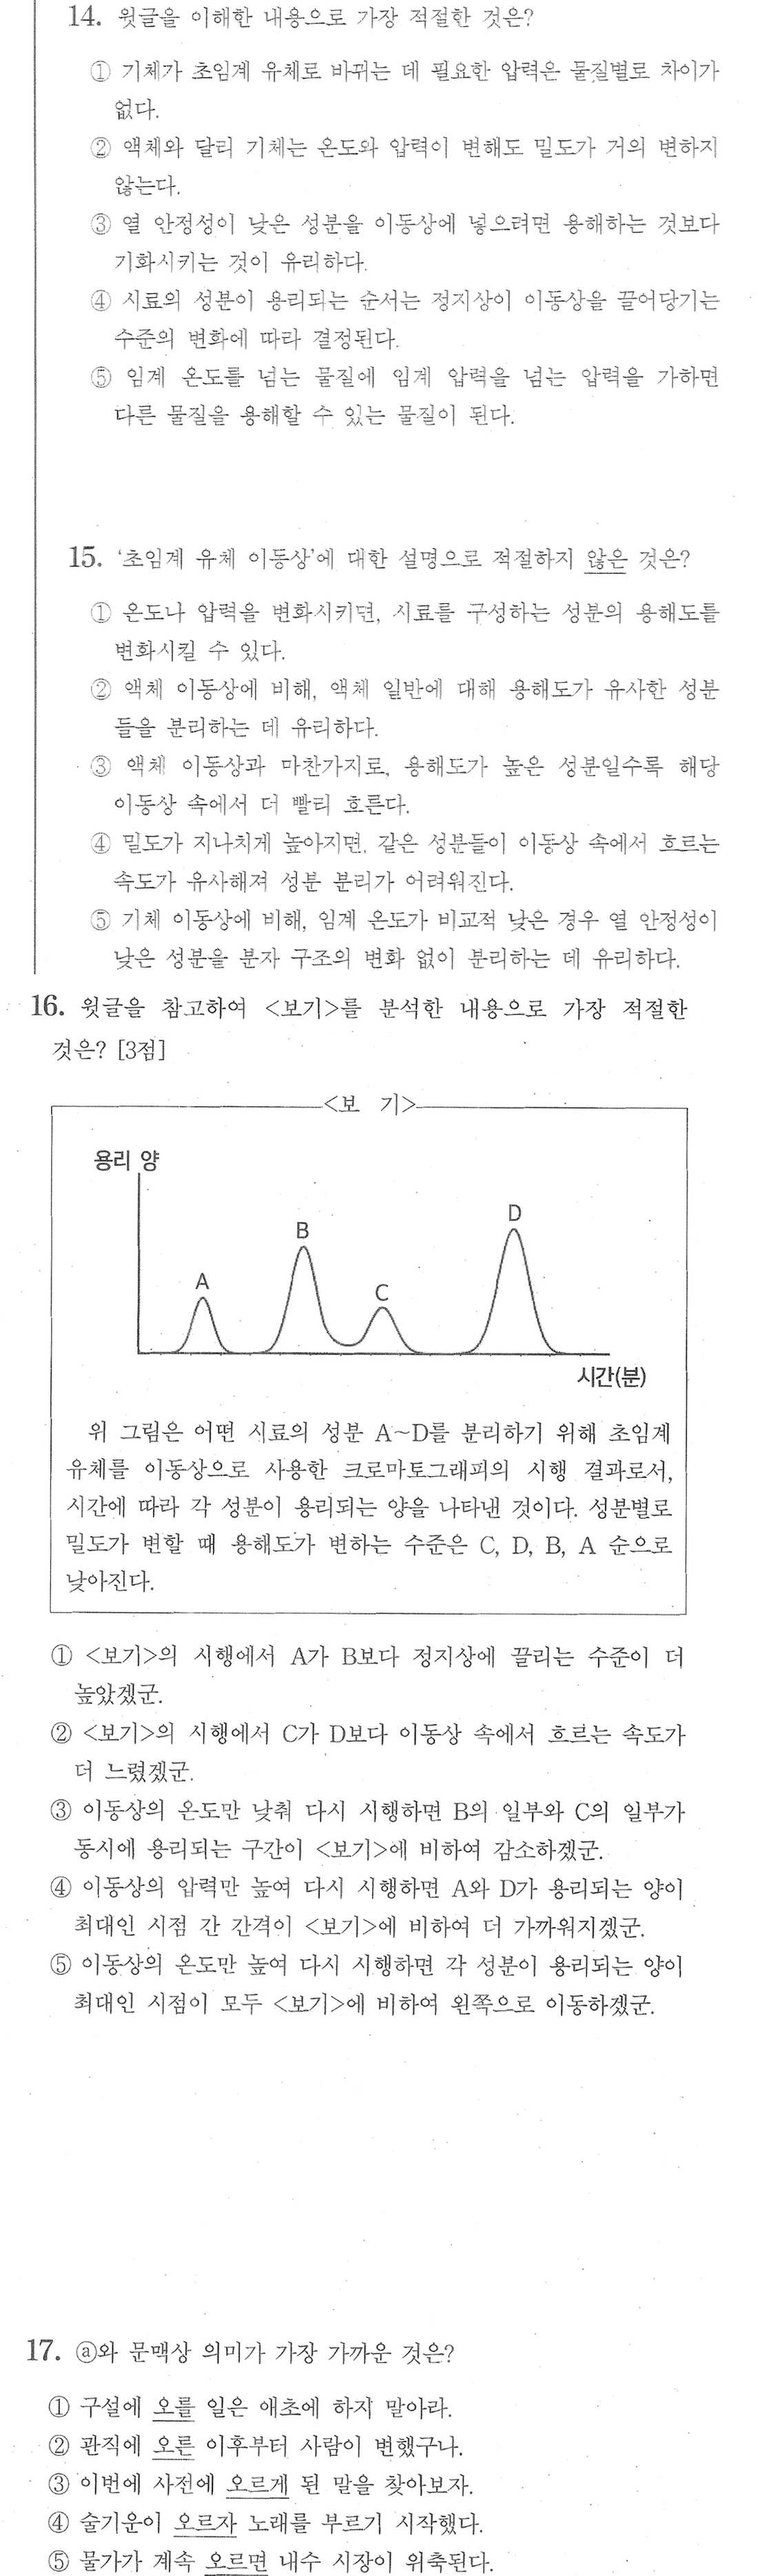 14. 윗글을 이해한 내용으로 가장 적절한 것은?
① 기체가 초임계 유체로 바뀌는 데 필요한 압력은 물질별로 차이가
없다.
② 액체와 달리 기체는 온도와 압력이 변해도 밀도가 거의 변하지
않는다.
③ 열 안정성이 낮은 성분을 이동상에 넣으려면 용해하는 것보다
기화시키는 것이 유리하다.
④ 시료의 성분이 용리되는 순서는 정지상이 이동상을 끌어당기는
수준의 변화에 따라 결정된다.
⑤ 임계 온도를 넘는 물질에 임계 압력을 넘는 압력을 가하면
다른 물질을 용해할 수 있는 물질이 된다.
15. ‘초임계 유체 이동상’에 대한 설명으로 적절하지 않은 것은?
① 온도나 압력을 변화시키면, 시료를 구성하는 성분의 용해도를
변화시킬 수 있다.
② 액체 이동상에 비해, 액체 일반에 대해 용해도가 유사한 성분
들을 분리하는 데 유리하다.
③ 액체 이동상과 마찬가지로, 용해도가 높은 성분일수록 해당
이동상 속에서 더 빨리 흐른다.
④ 밀도가 지나치게 높아지면, 같은 성분들이 이동상 속에서 흐르는
속도가 유사해져 성분 분리가 어려워진다.
⑤ 기체 이동상에 비해, 임계 온도가 비교적 낮은 경우 열 안정성이
낮은 성분을 분자 구조의 변화 없이 분리하는 데 유리하다.
16. 윗글을 참고하여 <보기>를 분석한 내용으로 가장 적절한
것은? [3점]
<보 기>
용리 양
D
B
A
C
시간(분)
위 그림은 어떤 시료의 성분 A~D를 분리하기 위해 초임계
유체를 이동상으로 사용한 크로마토그래피의 시행 결과로서,
시간에 따라 각 성분이 용리되는 양을 나타낸 것이다. 성분별로
밀도가 변할 때 용해도가 변하는 수준은 C, D, B, A 순으로
낮아진다.
① <보기>의 시행에서 A가 B보다 정지상에 끌리는 수준이 더
높았겠군.
② <보기>의 시행에서 C가 D보다 이동상 속에서 흐르는 속도가
더 느렸겠군.
③ 이동상의 온도만 낮춰 다시 시행하면 B의 일부와 C의 일부가
동시에 용리되는 구간이 <보기>에 비하여 감소하겠군.
④ 이동상의 압력만 높여 다시 시행하면 A와 D가 용리되는 양이
최대인 시점 간 간격이 <보기>에 비하여 더 가까워지겠군.
⑤ 이동상의 온도만 높여 다시 시행하면 각 성분이 용리되는 양이
최대인 시점이 모두 <보기>에 비하여 왼쪽으로 이동하겠군.
17. ⓐ와 문맥상 의미가 가장 가까운 것은?
① 구설에 오를 일은 애초에 하지 말아라.
② 관직에 오른 이후부터 사람이 변했구나.
③ 이번에 사전에 오르게 된 말을 찾아보자.
④ 술기운이 오르자 노래를 부르기 시작했다.
⑤ 물가가 계속 오르면 내수 시장이 위축된다.